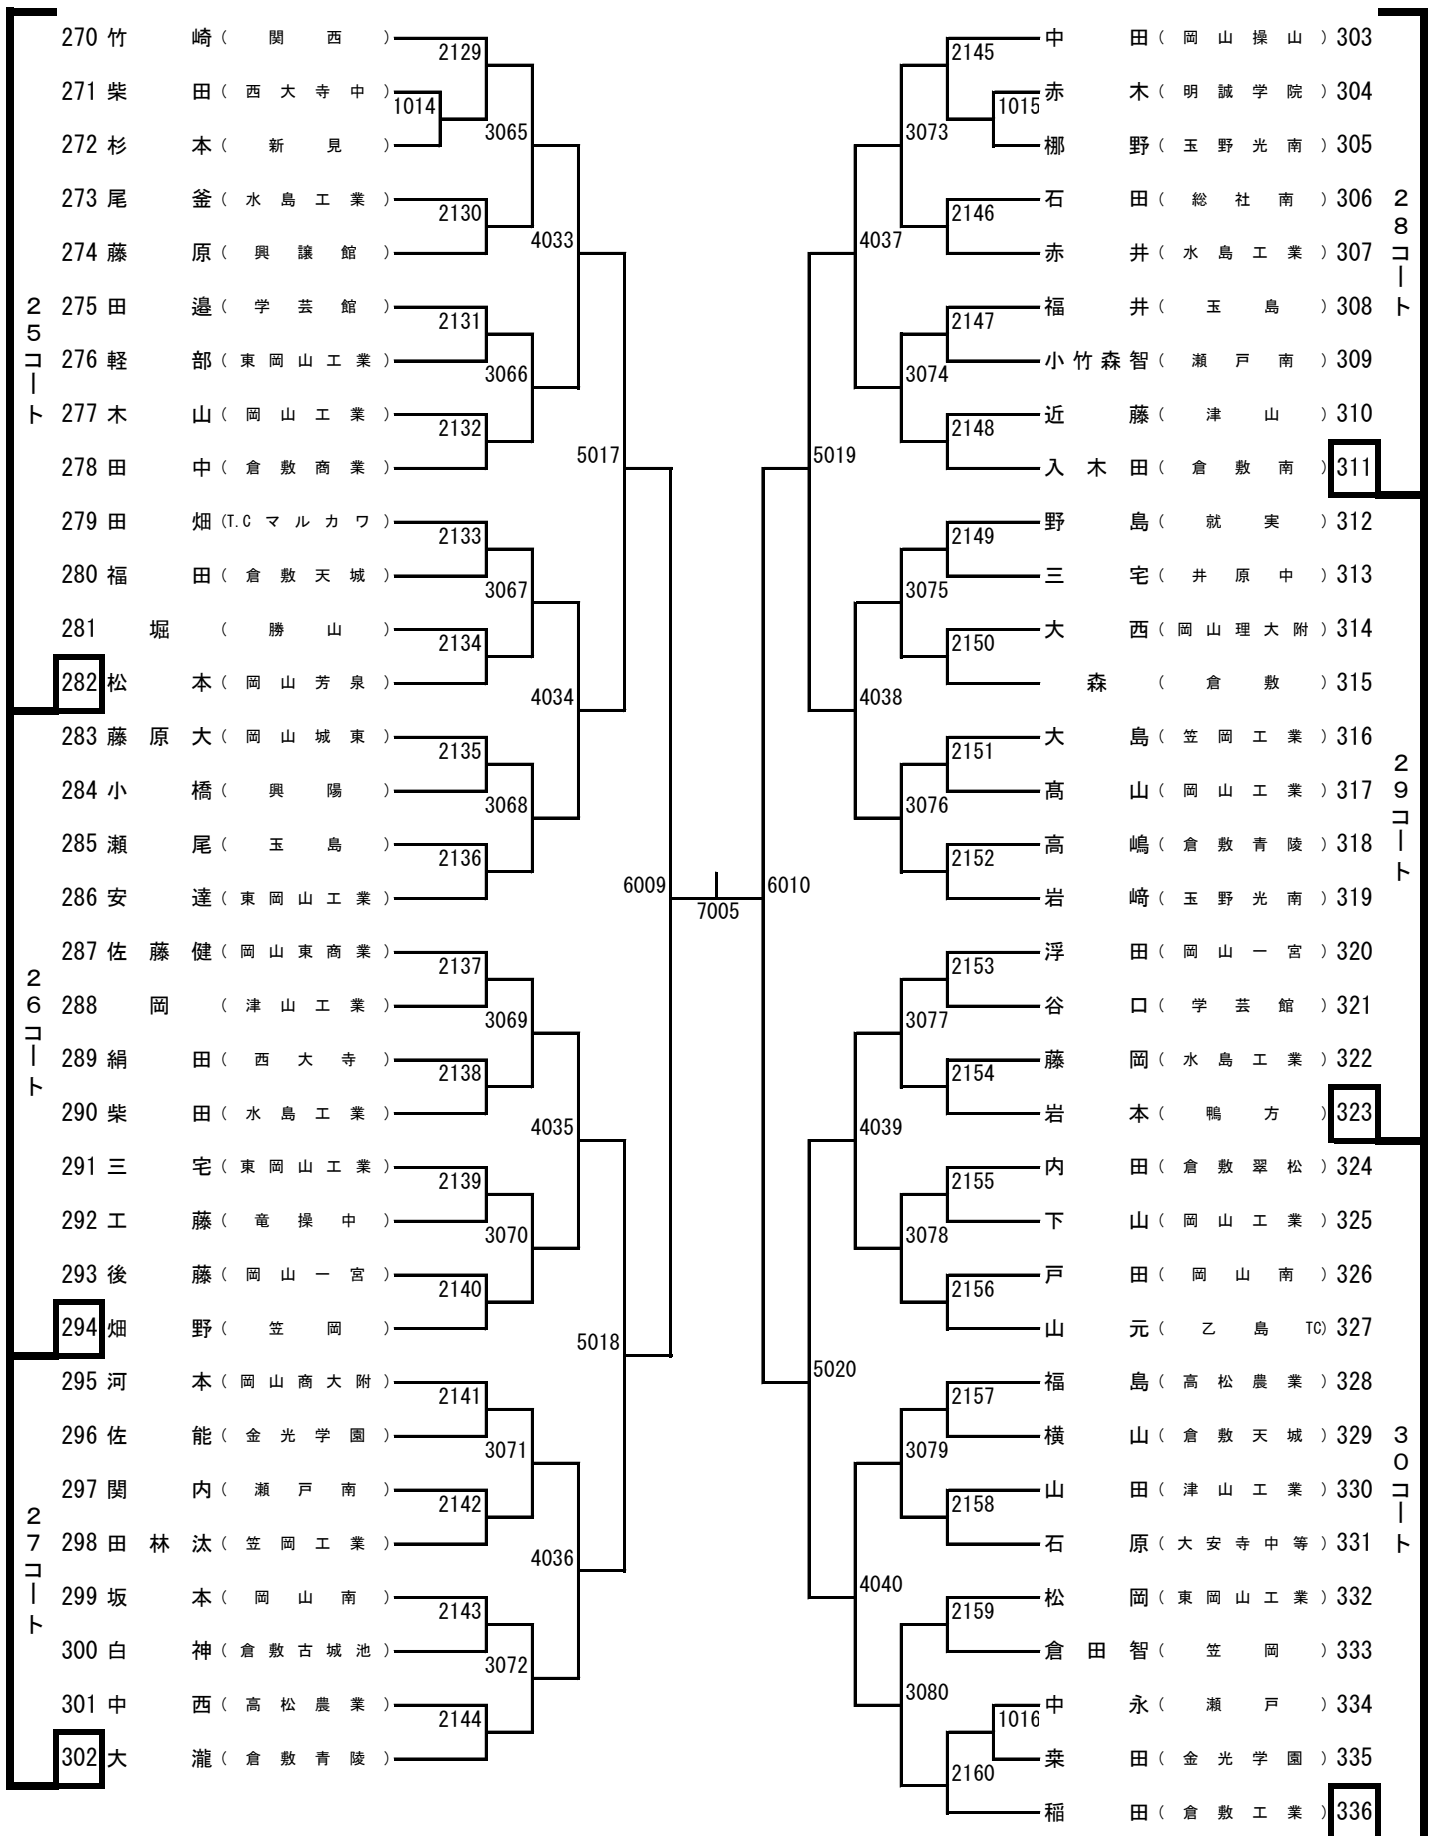 270 竹崎 (関西)
271 柴田 (西大寺中)
272 杉本 (新見)
273 尾釜 (水島工業)
274 藤原 (興譲館)
275 田邉 (学芸館)
276 軽部 (東岡山工業)
277 木山 (岡山工業)
278 田中 (倉敷商業)
279 田畑 (T.Cマルカワ)
280 福田 (倉敷天城)
281 堀 (勝山)
282 松本 (岡山芳泉)
283 藤原大 (岡山城東)
284 小橋 (興陽)
285 瀬尾 (玉島)
286 安達 (東岡山工業)
287 佐藤健 (岡山東商業)
288 岡 (津山工業)
289 絹田 (西大寺)
290 柴田 (水島工業)
291 三宅 (東岡山工業)
292 工藤 (竜操中)
293 後藤 (岡山一宮)
294 畑野 (笠岡)
295 河本 (岡山商大附)
296 佐能 (金光学園)
297 関内 (瀬戸南)
298 田林汰 (笠岡工業)
299 坂本 (岡山南)
300 白神 (倉敷古城池)
301 中西 (高松農業)
302 大瀧 (倉敷青陵)
25コート
26コート
27コート
1014
2129
2130
2131
2132
2133
2134
2135
2136
2137
2138
2139
2140
2141
2142
2143
2144
3065
3066
3067
3068
3069
3070
3071
3072
4033
4034
4035
4036
5017
5018
6009
7005
6010
5019
5020
4037
4038
4039
4040
3073
3074
3075
3076
3077
3078
3079
3080
2145
2146
2147
2148
2149
2150
2151
2152
2153
2154
2155
2156
2157
2158
2159
2160
1015
1016
中田 (岡山操山) 303
赤木 (明誠学院) 304
梛野 (玉野光南) 305
石田 (総社南) 306
赤井 (水島工業) 307
福井 (玉島) 308
小竹森智 (瀬戸南) 309
近藤 (津山) 310
入木田 (倉敷南) 311
野島 (就実) 312
三宅 (井原中) 313
大西 (岡山理大附) 314
森 (倉敷) 315
大島 (笠岡工業) 316
髙山 (岡山工業) 317
高嶋 (倉敷青陵) 318
岩﨑 (玉野光南) 319
浮田 (岡山一宮) 320
谷口 (学芸館) 321
藤岡 (水島工業) 322
岩本 (鴨方) 323
内田 (倉敷翠松) 324
下山 (岡山工業) 325
戸田 (岡山南) 326
山元 (乙島TC) 327
福島 (高松農業) 328
横山 (倉敷天城) 329
山田 (津山工業) 330
石原 (大安寺中等) 331
松岡 (東岡山工業) 332
倉田智 (笠岡) 333
中永 (瀬戸) 334
桒田 (金光学園) 335
稲田 (倉敷工業) 336
28コート
29コート
30コート